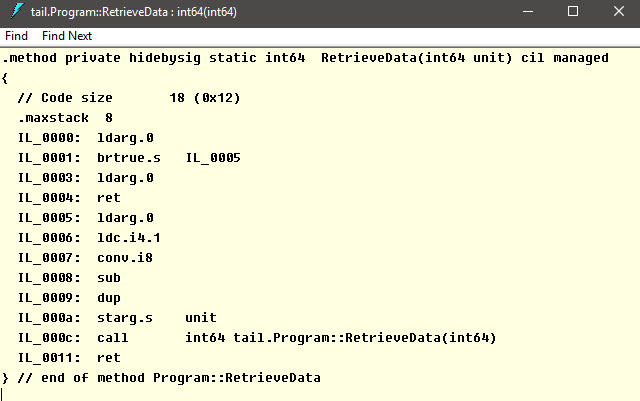 tail.Program::RetrieveData : int64(int64)
Find Find Next
.method private hidebysig static int64  RetrieveData(int64 unit) cil managed
{
  // Code size       18 (0x12)
  .maxstack  8
  IL_0000:  ldarg.0
  IL_0001:  brtrue.s   IL_0005
  IL_0003:  ldarg.0
  IL_0004:  ret
  IL_0005:  ldarg.0
  IL_0006:  ldc.i4.1
  IL_0007:  conv.i8
  IL_0008:  sub
  IL_0009:  dup
  IL_000a:  starg.s    unit
  IL_000c:  call       int64 tail.Program::RetrieveData(int64)
  IL_0011:  ret
} // end of method Program::RetrieveData